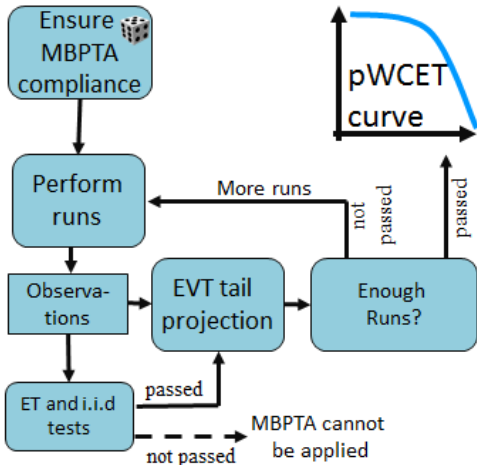 Ensure
MBPTA
compliance
pWCET
curve
Perform
runs
More runs
not
passed
passed
Observa-
tions
EVT tail
projection
Enough
Runs?
ET and i.i.d
tests
passed
not passed
MBPTA cannot
be applied